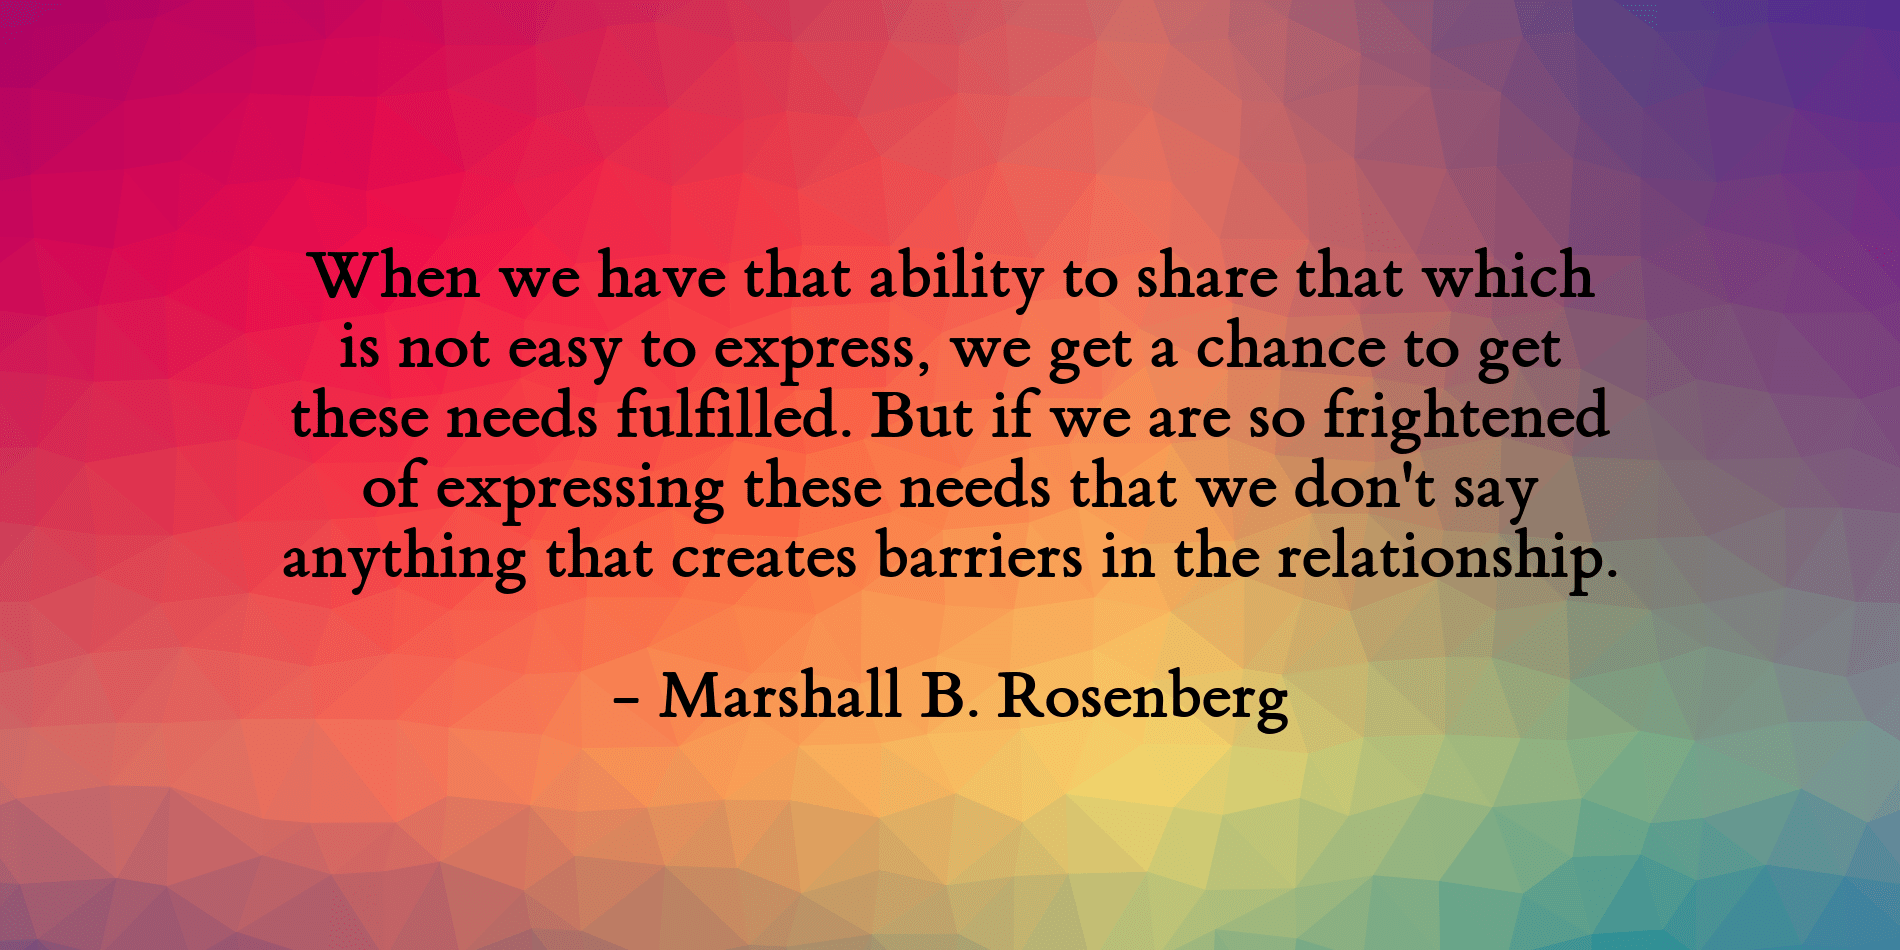 When we have that ability to share that which
is not easy to express, we get a chance to get
these needs fulfilled. But if we are so frightened
of expressing these needs that we don't say
anything that creates barriers in the relationship.
- Marshall B. Rosenberg